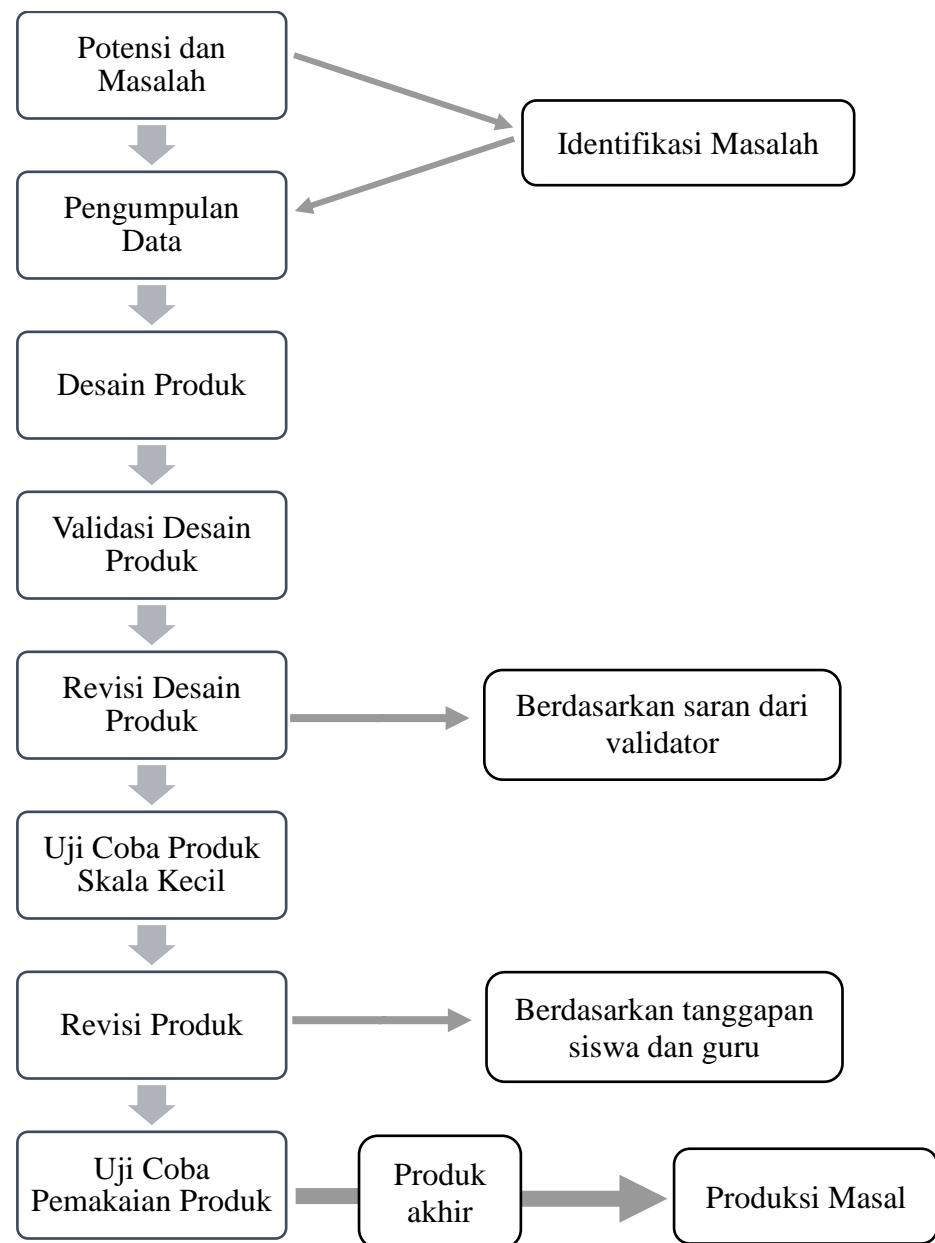 Potensi dan
Masalah
Identifikasi Masalah
Pengumpulan
Data
Desain Produk
Validasi Desain
Produk
Revisi Desain
Produk
Berdasarkan saran dari
validator
Uji Coba Produk
Skala Kecil
Revisi Produk
Berdasarkan tanggapan
siswa dan guru
Uji Coba
Pemakaian Produk
Produk
akhir
Produksi Masal